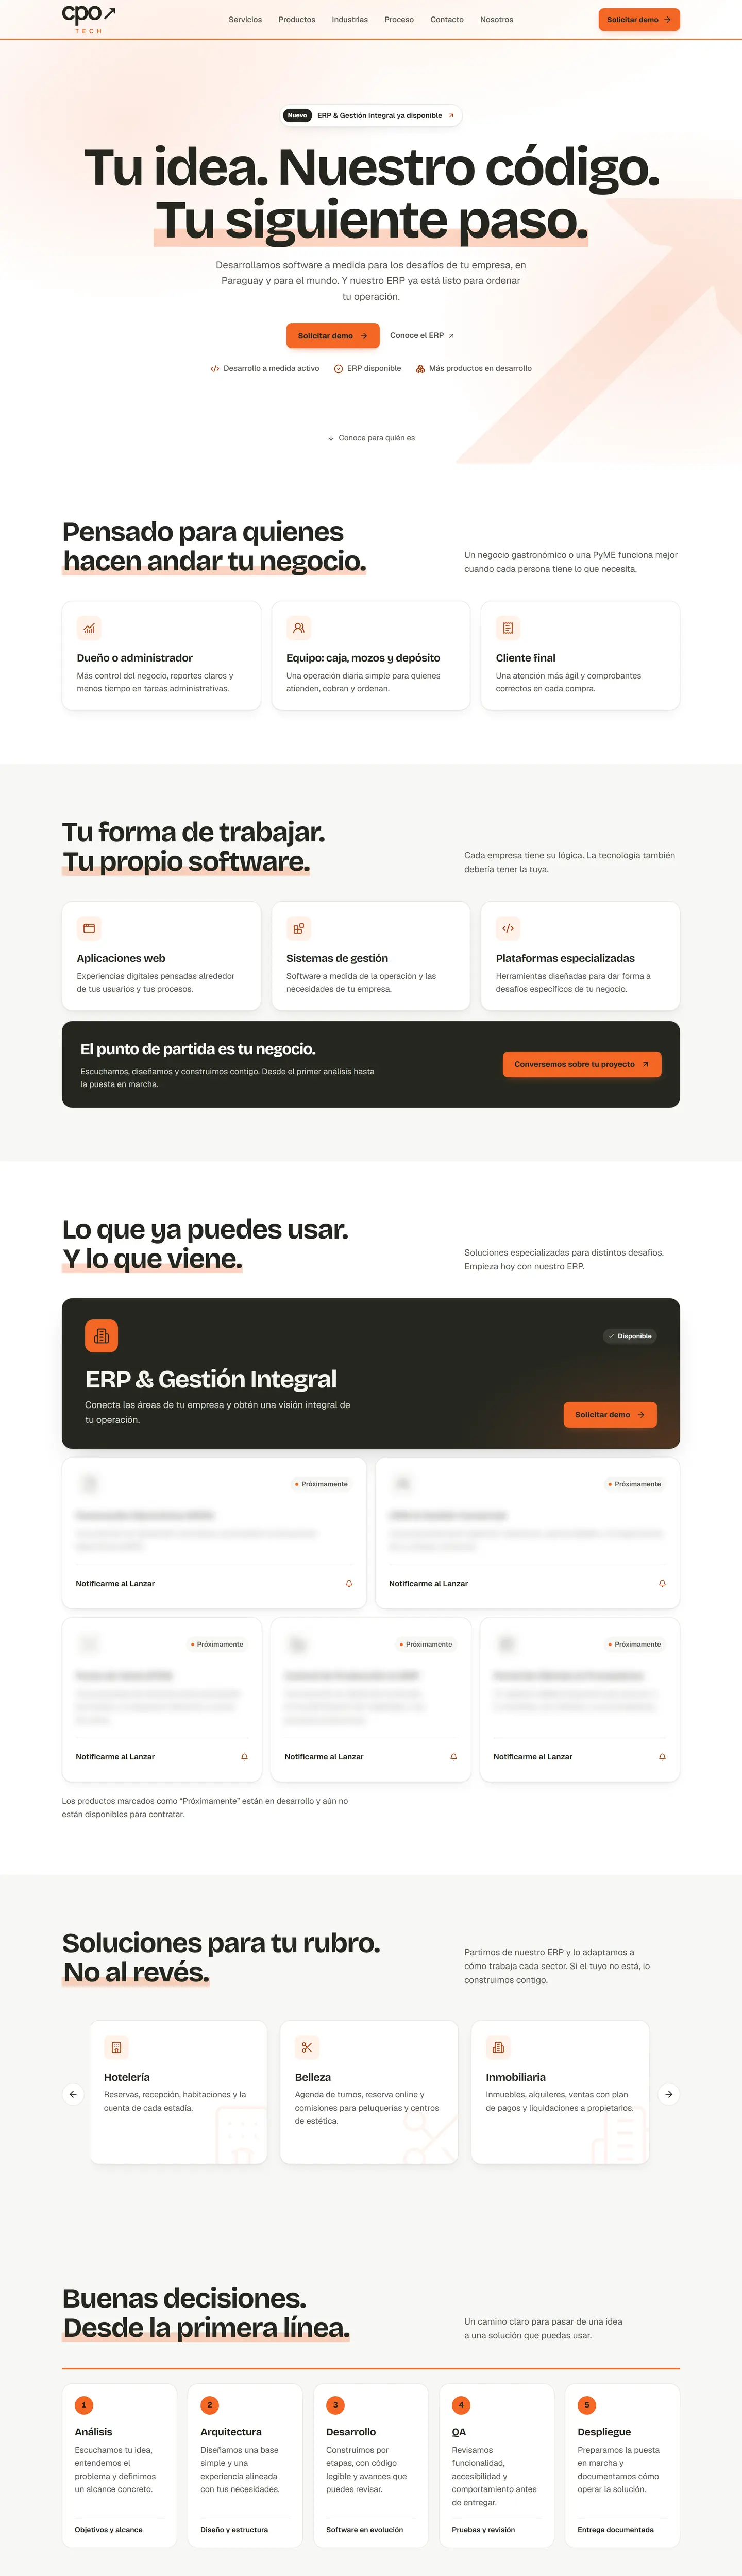 cpo
TECH
Servicios
Productos
Industrias
Proceso
Contacto
Nosotros
Solicitar demo
Nuevo
ERP & Gestión Integral ya disponible
Tu idea. Nuestro código.
Tu siguiente paso.
Desarrollamos software a medida para los desafíos de tu empresa, en
Paraguay y para el mundo. Y nuestro ERP ya está listo para ordenar
tu operación.
Solicitar demo
Conoce el ERP
Desarrollo a medida activo
ERP disponible
Más productos en desarrollo
Conoce para quién es
Pensado para quienes
hacen andar tu negocio.
Un negocio gastronómico o una PyME funciona mejor
cuando cada persona tiene lo que necesita.
Dueño o administrador
Más control del negocio, reportes claros y
menos tiempo en tareas administrativas.
Equipo: caja, mozos y depósito
Una operación diaria simple para quienes
atienden, cobran y ordenan.
Cliente final
Una atención más ágil y comprobantes
correctos en cada compra.
Tu forma de trabajar.
Tu propio software.
Cada empresa tiene su lógica. La tecnología también
debería tener la tuya.
Aplicaciones web
Experiencias digitales pensadas alrededor
de tus usuarios y tus procesos.
Sistemas de gestión
Software a medida de la operación y las
necesidades de tu empresa.
Plataformas especializadas
Herramientas diseñadas para dar forma a
desafíos específicos de tu negocio.
El punto de partida es tu negocio.
Escuchamos, diseñamos y construimos contigo. Desde el primer análisis hasta
la puesta en marcha.
Conversemos sobre tu proyecto
Lo que ya puedes usar.
Y lo que viene.
Soluciones especializadas para distintos desafíos.
Empieza hoy con nuestro ERP.
Disponible
ERP & Gestión Integral
Conecta las áreas de tu empresa y obtén una visión integral de
tu operación.
Solicitar demo
Próximamente
Notificarme al Lanzar
Próximamente
Notificarme al Lanzar
Próximamente
Notificarme al Lanzar
Próximamente
Notificarme al Lanzar
Próximamente
Notificarme al Lanzar
Los productos marcados como “Próximamente” están en desarrollo y aún no
están disponibles para contratar.
Soluciones para tu rubro.
No al revés.
Partimos de nuestro ERP y lo adaptamos a
cómo trabaja cada sector. Si el tuyo no está, lo
construimos contigo.
Hotelería
Reservas, recepción, habitaciones y la
cuenta de cada estadía.
Belleza
Agenda de turnos, reserva online y
comisiones para peluquerías y centros
de estética.
Inmobiliaria
Inmuebles, alquileres, ventas con plan
de pagos y liquidaciones a propietarios.
Buenas decisiones.
Desde la primera línea.
Un camino claro para pasar de una idea
a una solución que puedas usar.
1
Análisis
Escuchamos tu idea,
entendemos el
problema y definimos
un alcance concreto.
Objetivos y alcance
2
Arquitectura
Diseñamos una base
simple y una
experiencia alineada
con tus necesidades.
Diseño y estructura
3
Desarrollo
Construimos por
etapas, con código
legible y avances que
puedes revisar.
Software en evolución
4
QA
Revisamos
funcionalidad,
accesibilidad y
comportamiento antes
de entregar.
Pruebas y revisión
5
Despliegue
Preparamos la puesta
en marcha y
documentamos cómo
operar la solución.
Entrega documentada